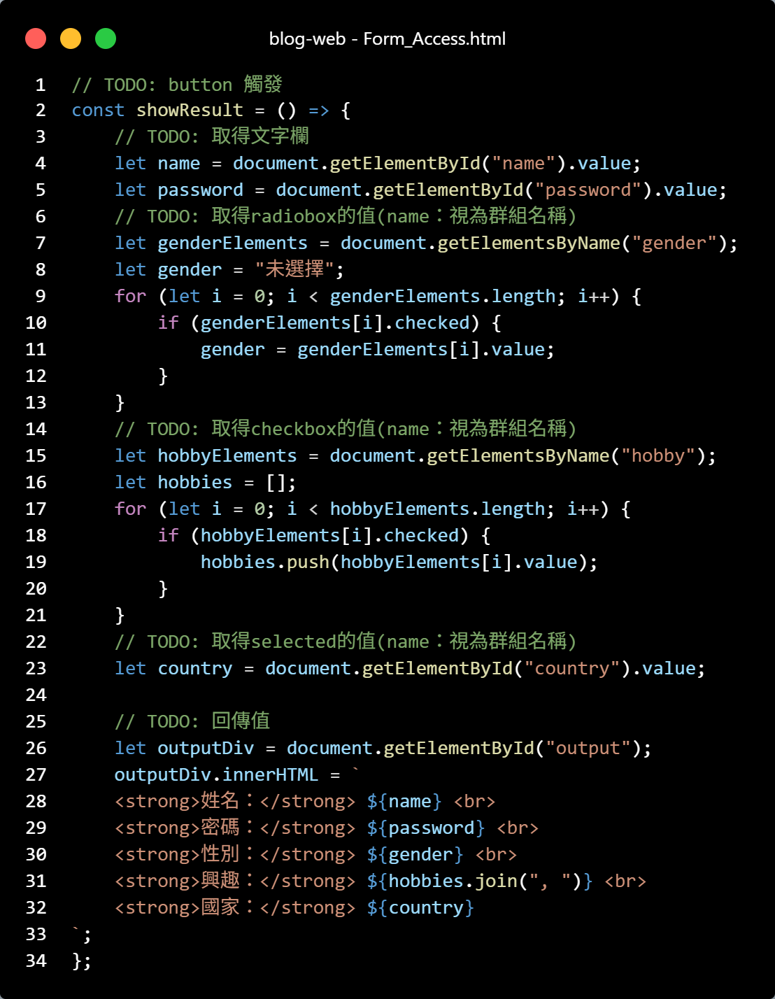 blog-web - Form_Access.html
1 // TODO: button 觸發
2 const showResult = () => {
3     // TODO: 取得文字欄
4     let name = document.getElementById("name").value;
5     let password = document.getElementById("password").value;
6     // TODO: 取得radiobox的值(name：視為群組名稱)
7     let genderElements = document.getElementsByName("gender");
8     let gender = "未選擇";
9     for (let i = 0; i < genderElements.length; i++) {
10         if (genderElements[i].checked) {
11             gender = genderElements[i].value;
12         }
13     }
14     // TODO: 取得checkbox的值(name：視為群組名稱)
15     let hobbyElements = document.getElementsByName("hobby");
16     let hobbies = [];
17     for (let i = 0; i < hobbyElements.length; i++) {
18         if (hobbyElements[i].checked) {
19             hobbies.push(hobbyElements[i].value);
20         }
21     }
22     // TODO: 取得selected的值(name：視為群組名稱)
23     let country = document.getElementById("country").value;
24
25     // TODO: 回傳值
26     let outputDiv = document.getElementById("output");
27     outputDiv.innerHTML = `
28     <strong>姓名：</strong> ${name} <br>
29     <strong>密碼：</strong> ${password} <br>
30     <strong>性別：</strong> ${gender} <br>
31     <strong>興趣：</strong> ${hobbies.join(", ")} <br>
32     <strong>國家：</strong> ${country}
33 `;
34 };